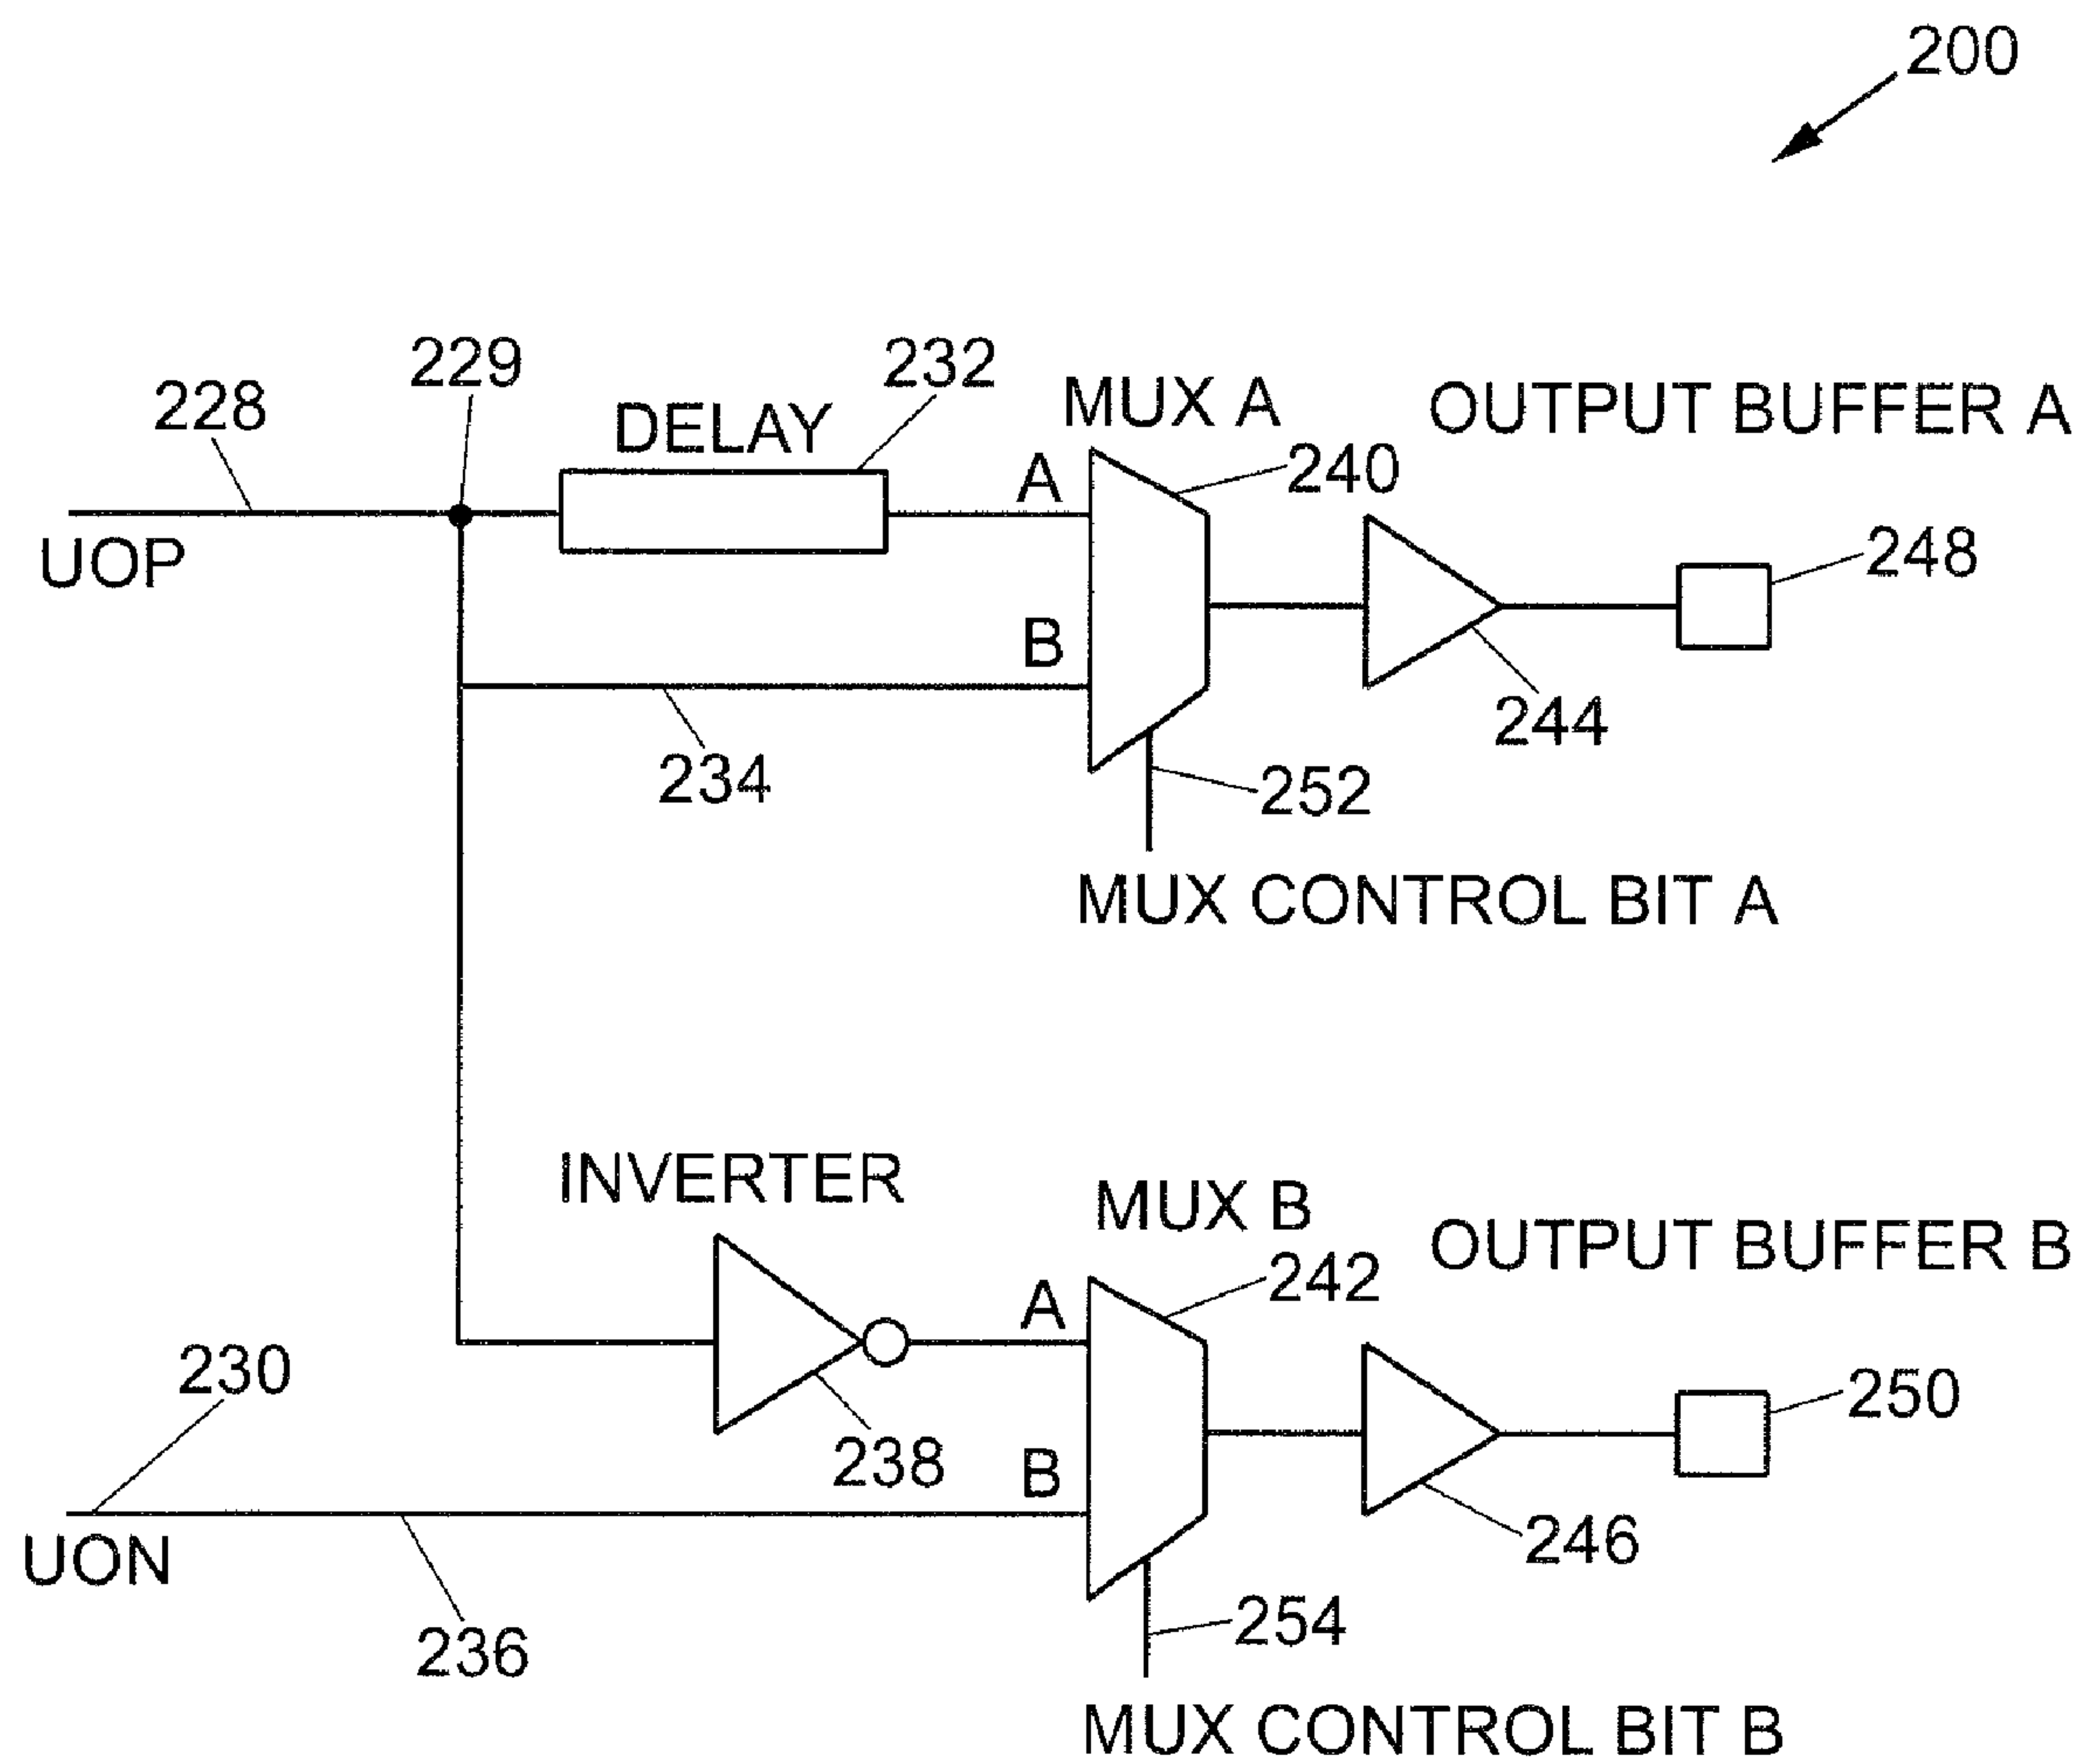 200
228
229
DELAY
232
MUX A
OUTPUT BUFFER A
A
240
UOP
248
B
234
252
244
MUX CONTROL BIT A
INVERTER
MUX B
OUTPUT BUFFER B
242
A
230
238
B
250
UON
236
254
246
MUX CONTROL BIT B